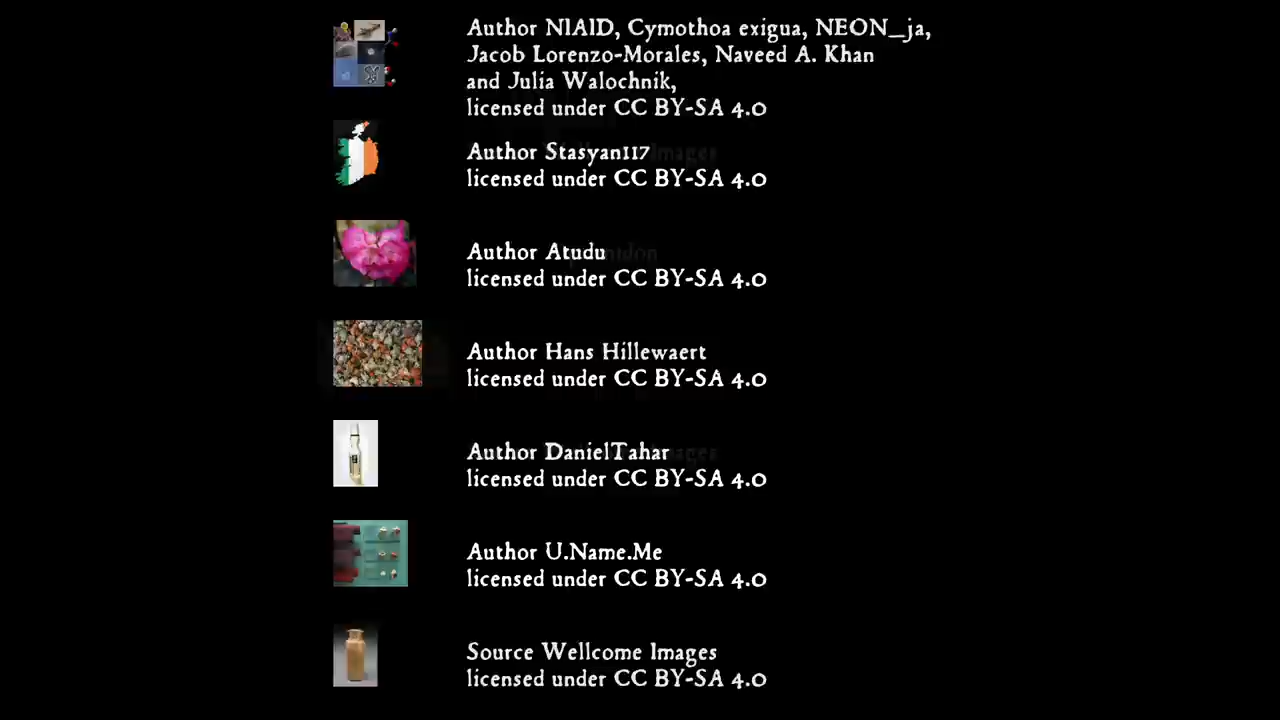 Author NIAID, Cymothoa exigua, NEON_ja,
Jacob Lorenzo-Morales, Naveed A. Khan
and Julia Walochnik,
licensed under CC BY-SA 4.0
Author Stasyan117
licensed under CC BY-SA 4.0
Author Atudu
licensed under CC BY-SA 4.0
Author Hans Hillewaert
licensed under CC BY-SA 4.0
Author DanielTahar
licensed under CC BY-SA 4.0
Author U.Name.Me
licensed under CC BY-SA 4.0
Source Wellcome Images
licensed under CC BY-SA 4.0